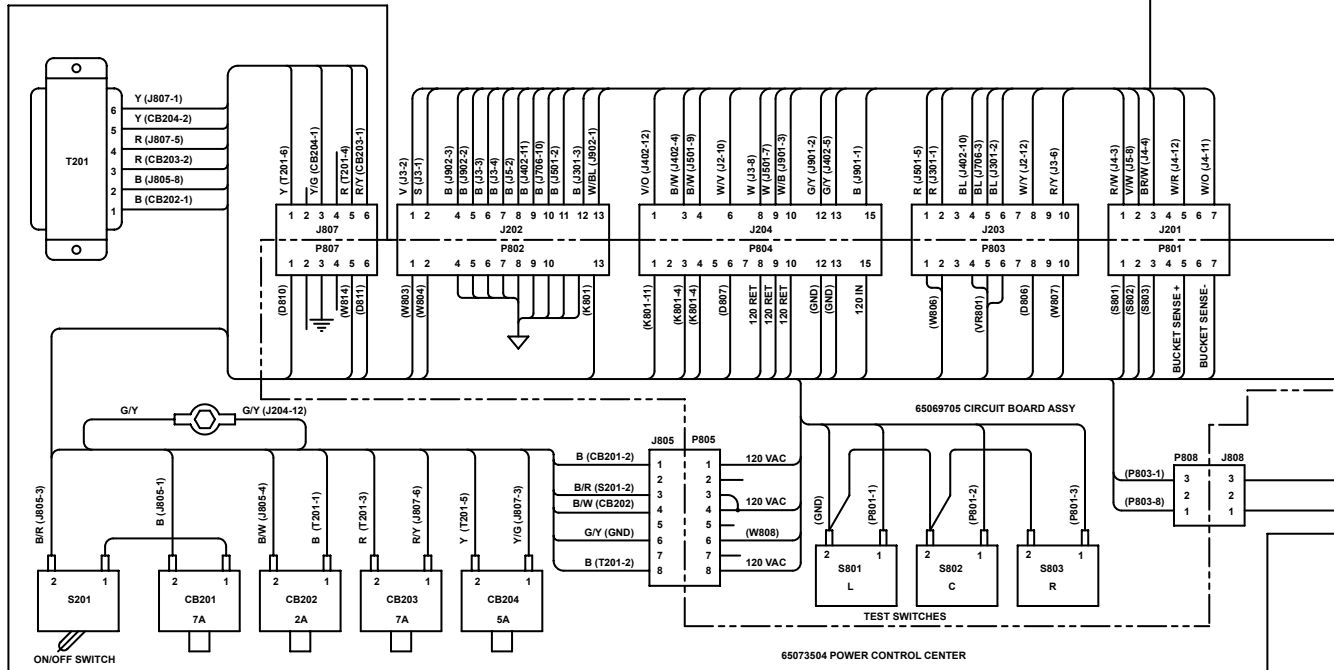 T201
6
5
4
3
2
1
Y (J807-1)
Y (CB204-2)
R (J807-5)
R (CB203-2)
B (J805-8)
B (CB202-1)
Y (T201-6)
Y/G (CB204-1)
R (T201-4)
R/Y (CB203-1)
1 2 3 4 5 6
J807
P807
1 2 3 4 5 6
(D810)
(W814)
(D811)
V (J3-2)
S (J3-1)
B (J902-3)
B (J902-2)
B (J3-3)
B (J3-4)
B (J5-2)
B (J402-11)
B (J706-10)
B (J501-2)
B (J301-3)
W/BL (J902-1)
1 2 4 5 6 7 8 9 10 11 12 13
J202
P802
1 2 4 5 6 7 8 9 10 13
(W803)
(W804)
(K801)
V/O (J402-12)
B/W (J402-4)
B/W (J501-9)
W/V (J2-10)
W (J3-8)
W (J501-7)
W/B (J901-3)
G/Y (J901-2)
G/Y (J402-5)
B (J901-1)
1 3 4 6 8 9 10 12 13 15
J204
P804
1 2 3 4 6 7 8 9 10 12 13 15
(K801-11)
(K801-4)
(K801-4)
(D807)
120 RET
120 RET
120 RET
(GND)
(GND)
120 IN
R (J501-5)
R (J301-1)
BL (J402-10)
BL (J706-3)
BL (J301-2)
W/Y (J2-12)
R/Y (J3-6)
1 2 3 4 5 6 7 8 9 10
J203
P803
1 2 3 4 5 6 7 8 9 10
(W806)
(VR801)
(D806)
(W807)
R/W (J4-3)
V/W (J5-8)
BR/W (J4-4)
W/R (J4-12)
W/O (J4-11)
1 2 3 4 5 6 7
J201
P801
1 2 3 4 5 6 7
(S801)
(S802)
(S803)
BUCKET SENSE +
BUCKET SENSE-
G/Y
G/Y (J204-12)
B/R (J805-3)
B (J805-1)
B/W (J805-4)
B (T201-1)
R (T201-3)
R/Y (J807-6)
Y (T201-5)
Y/G (J807-3)
2 1
S201
ON/OFF SWITCH
2 1
CB201
7A
2 1
CB202
2A
2 1
CB203
7A
2 1
CB204
5A
B (CB201-2)
B/R (S201-2)
B/W (CB202)
G/Y (GND)
B (T201-2)
J805
1
2
3
4
5
6
7
8
P805
1
2
3
4
5
6
7
8
120 VAC
120 VAC
(W808)
120 VAC
65069705 CIRCUIT BOARD ASSY
(GND)
(P801-1)
(P801-2)
(P801-3)
2 1
S801
L
2 1
S802
C
2 1
S803
R
TEST SWITCHES
(P803-1)
(P803-8)
P808
3
2
1
J808
3
2
1
65073504 POWER CONTROL CENTER